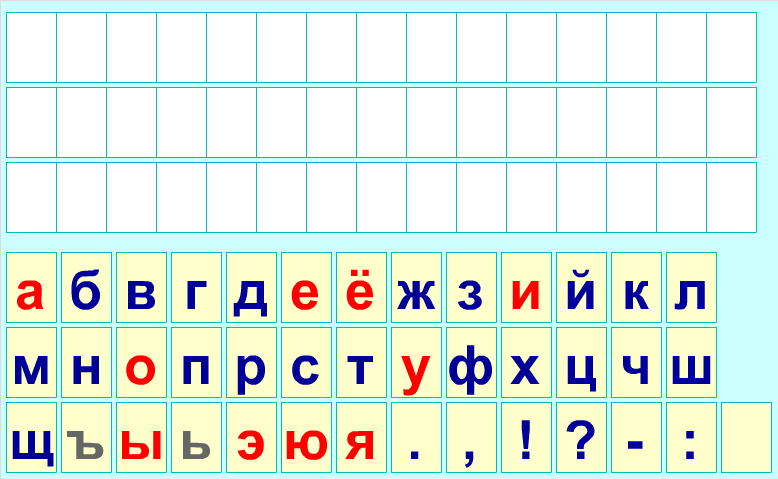 а б в г д е ё ж з и й к л
м н о п р с т у ф х ц ч ш
щ ъ ы ь э ю я . , ! ? - :